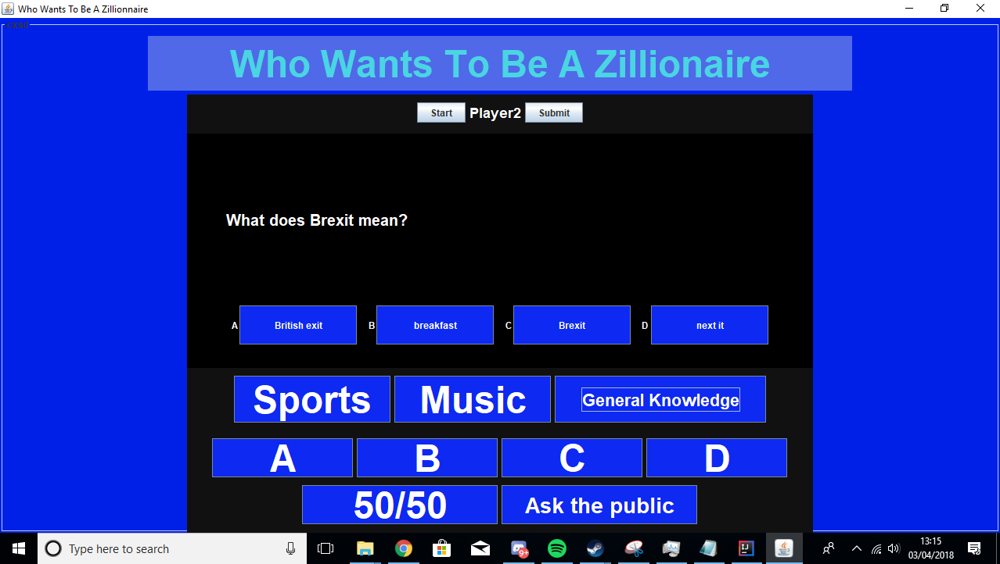 Who Wants To Be A Zillionnaire
Who Wants To Be A Zillionaire
Start Player2 Submit
What does Brexit mean?
A British exit B breakfast C Brexit D next it
Sports Music General Knowledge
A B C D
50/50 Ask the public
Type here to search
9+
IJ
13:15
03/04/2018